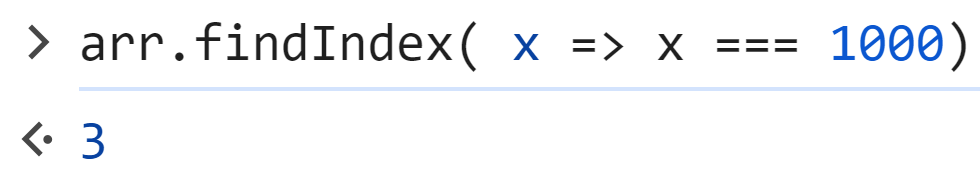 > arr.findIndex( x => x === 1000)
<· 3